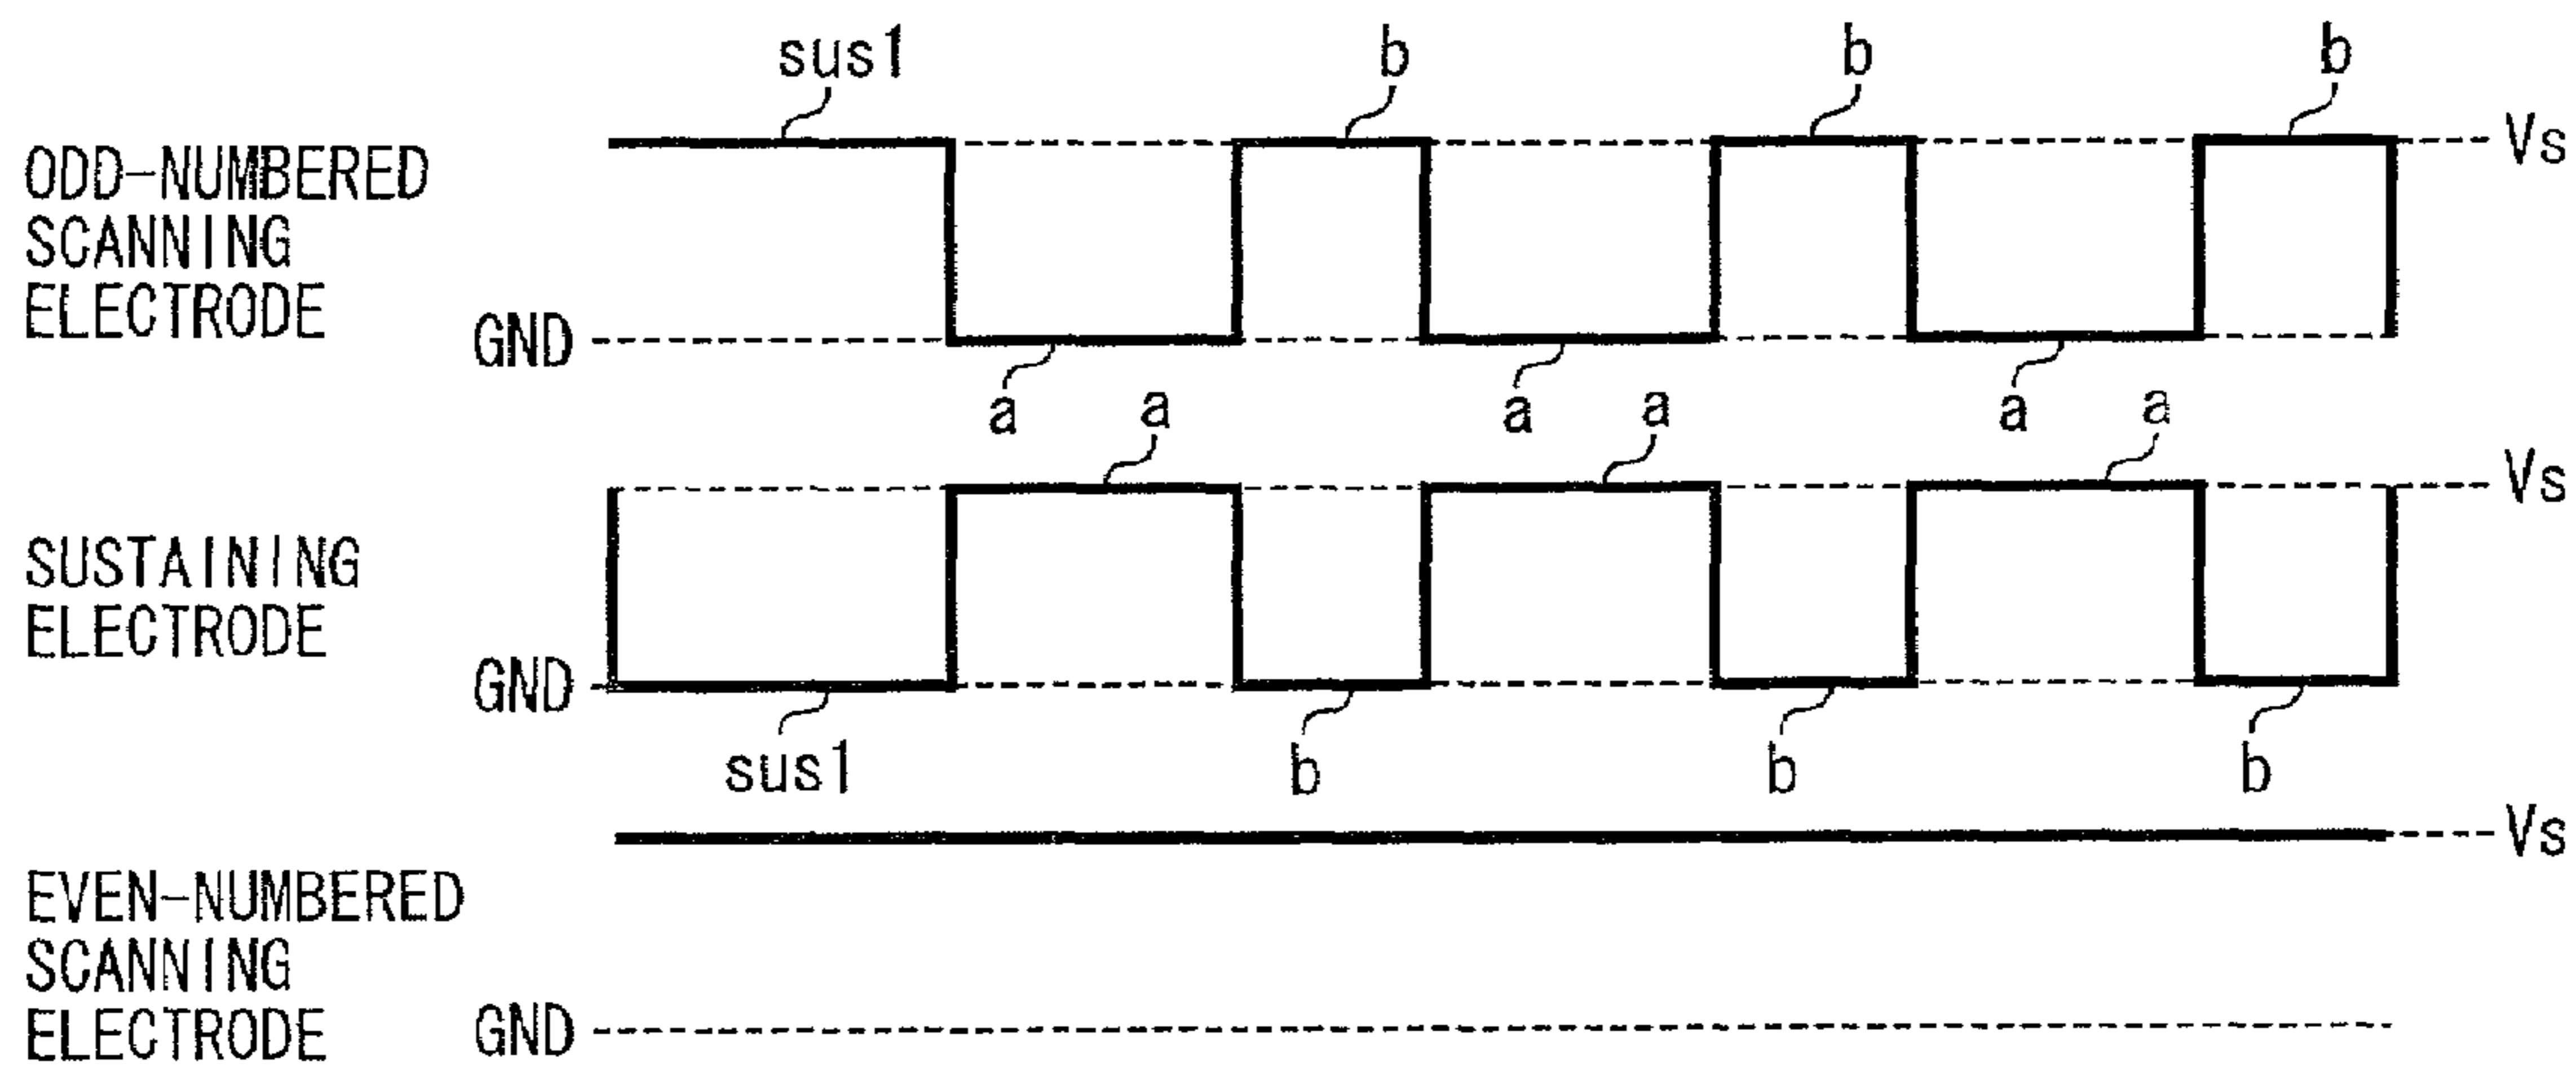 sus1 b b b
Vs
ODD-NUMBERED
SCANNING
ELECTRODE
GND
a a a
a a a
Vs
SUSTAINING
ELECTRODE
GND
sus1 b b b
Vs
EVEN-NUMBERED
SCANNING
ELECTRODE
GND